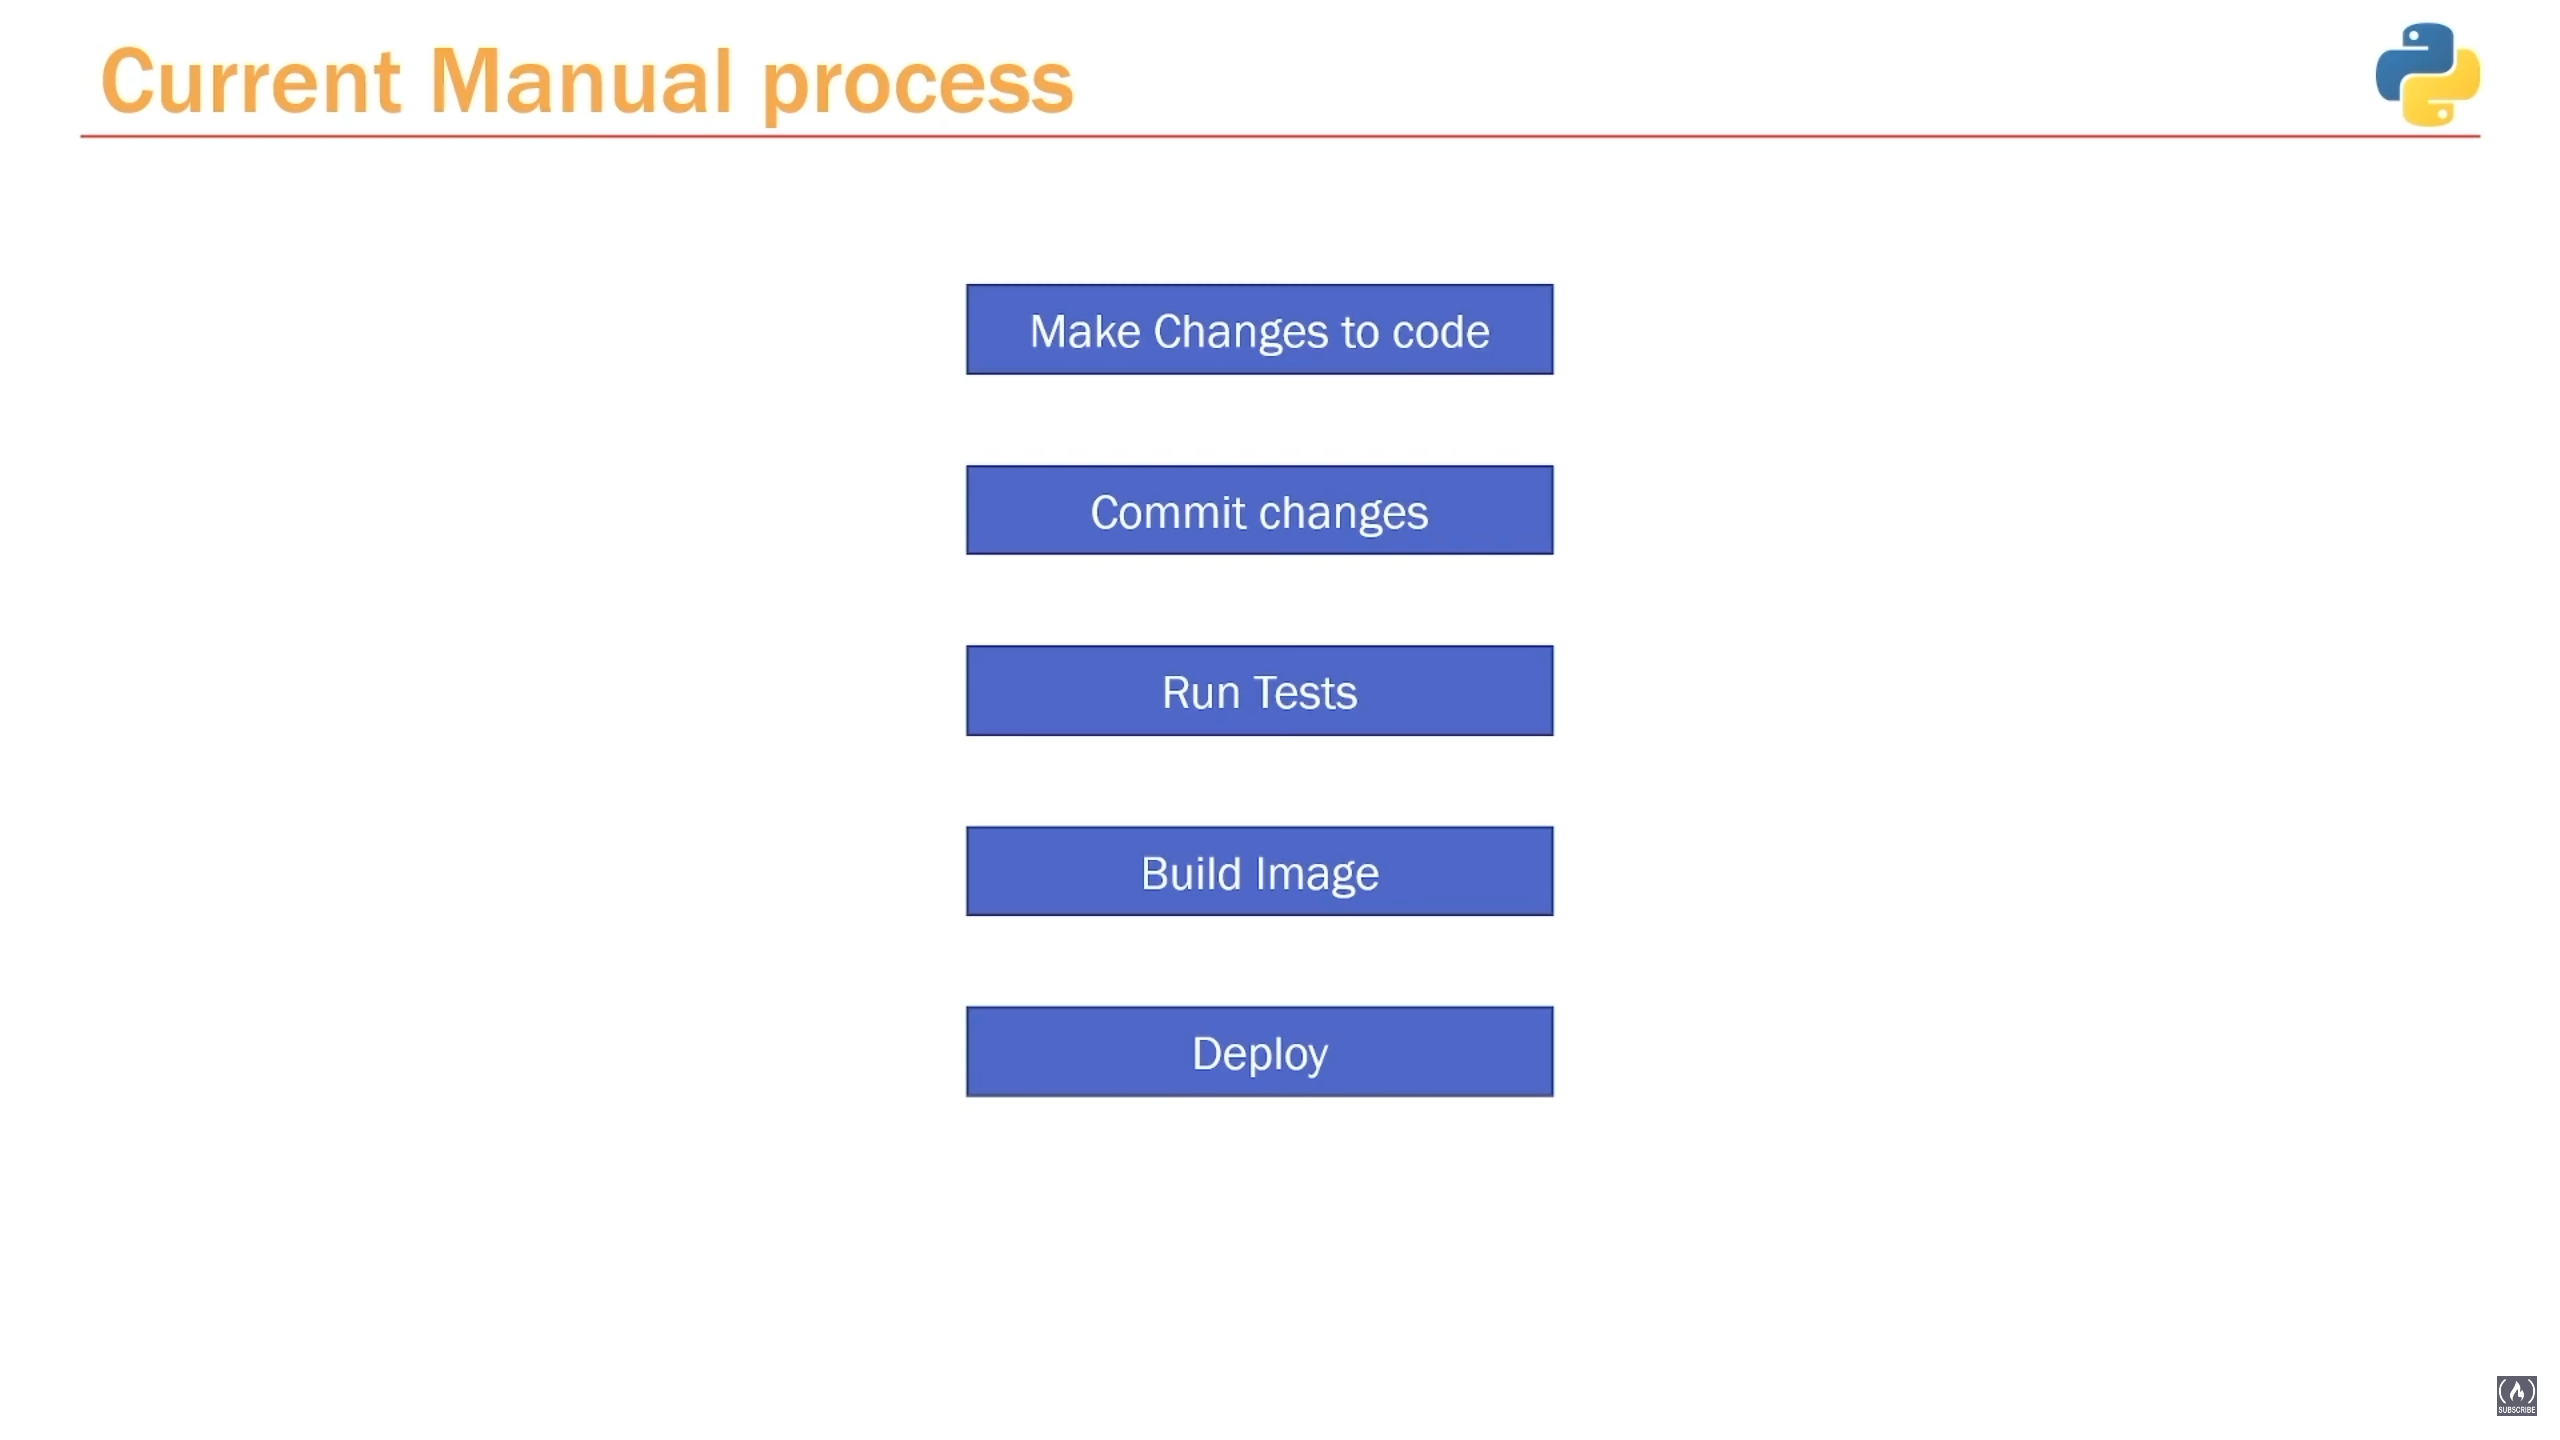 Current Manual process
Make Changes to code
Commit changes
Run Tests
Build Image
Deploy
SUBSCRIBE